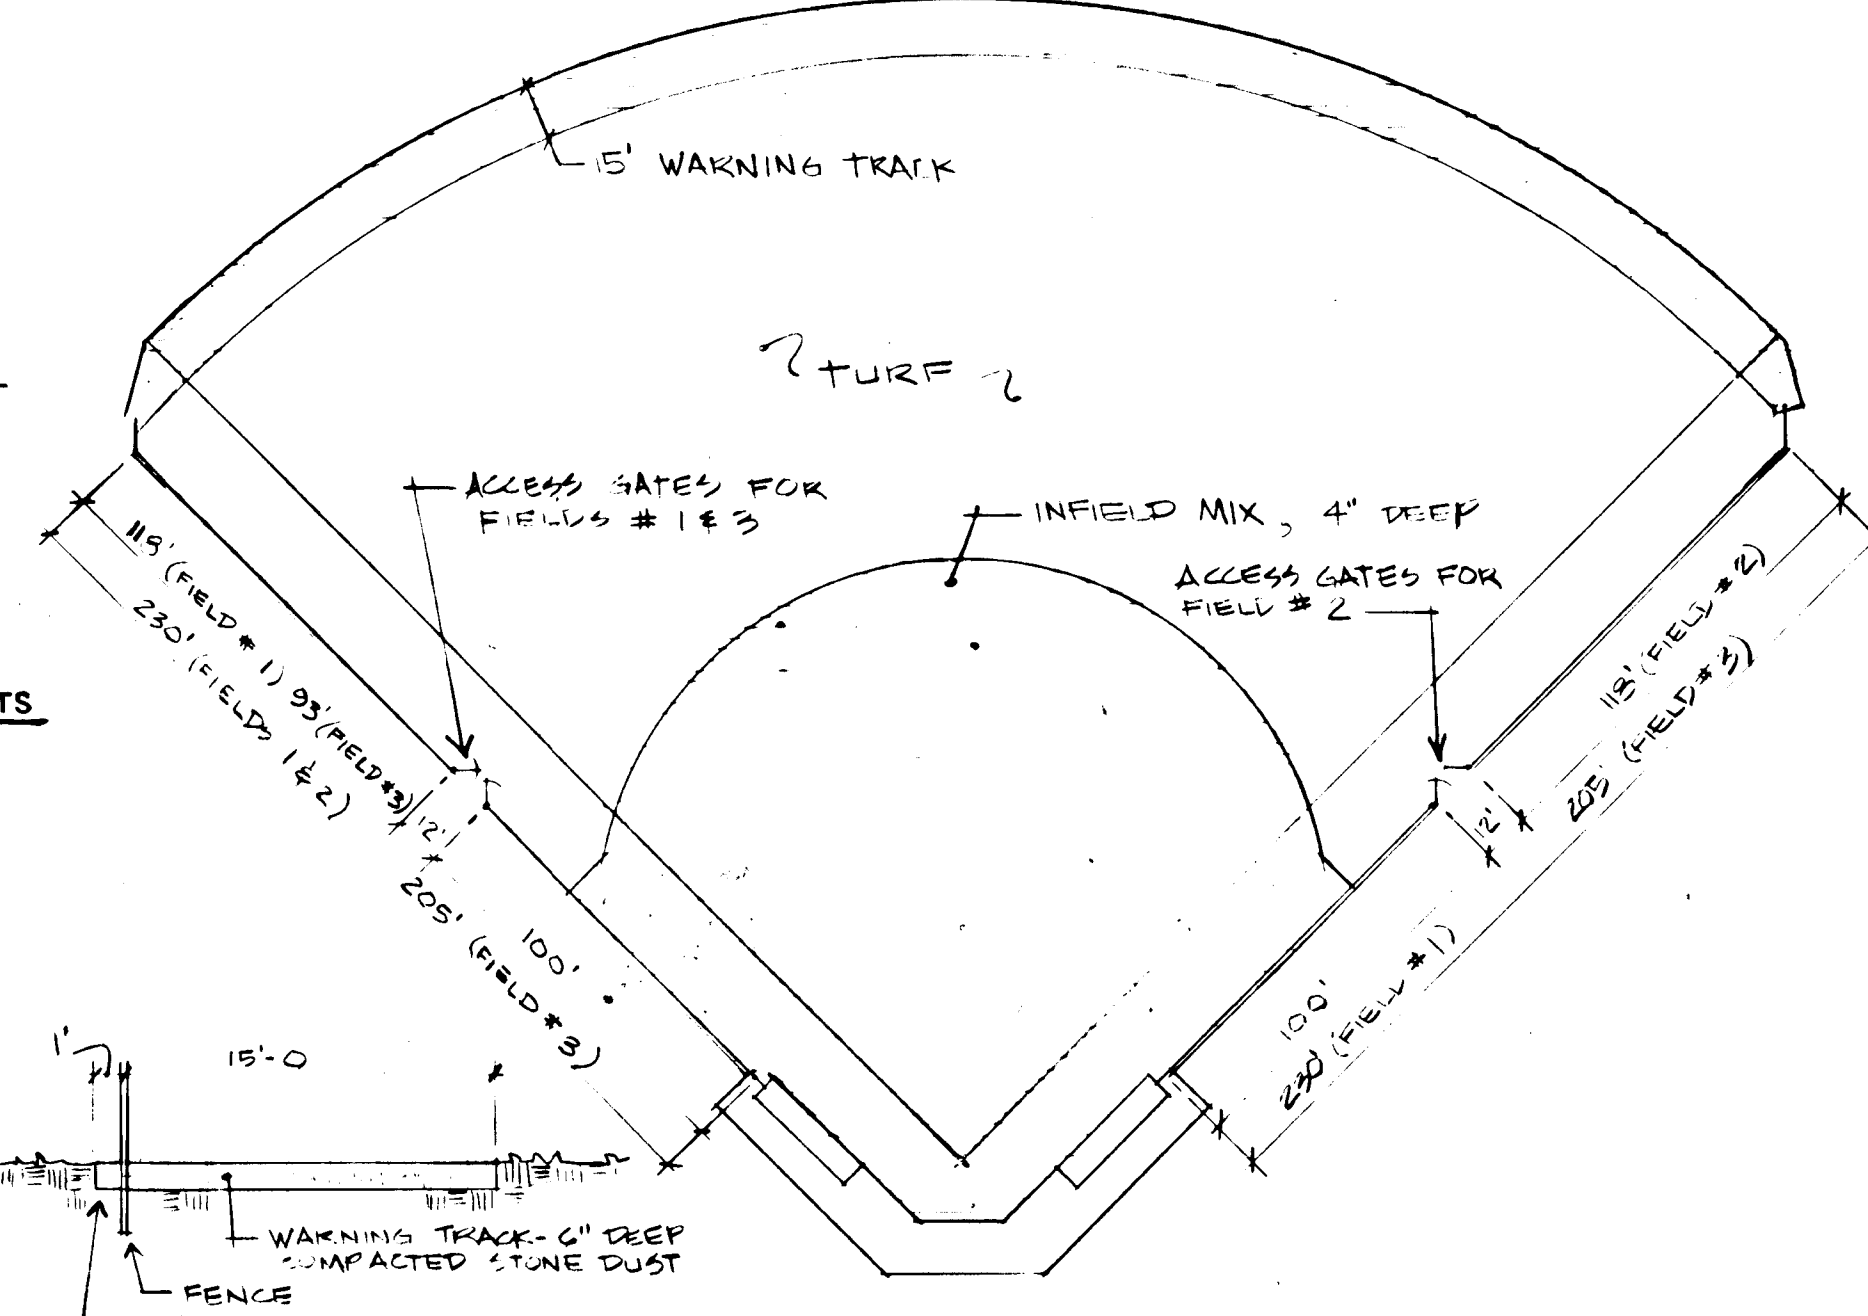 15' WARNING TRACK
TURF
ACCESS GATES FOR
FIELDS # 1 & 3
INFIELD MIX, 4" DEEP
ACCESS GATES FOR
FIELD # 2
118' (FIELD # 1) 93' (FIELD #3)
230' (FIELDS 1 & 2)
12'
205' (FIELD #3)
100'
118' (FIELD #2)
205' (FIELD #3)
12'
100'
230' (FIELD #1)
TS
1'
15'-0
WARNING TRACK- 6" DEEP
COMPACTED STONE DUST
FENCE